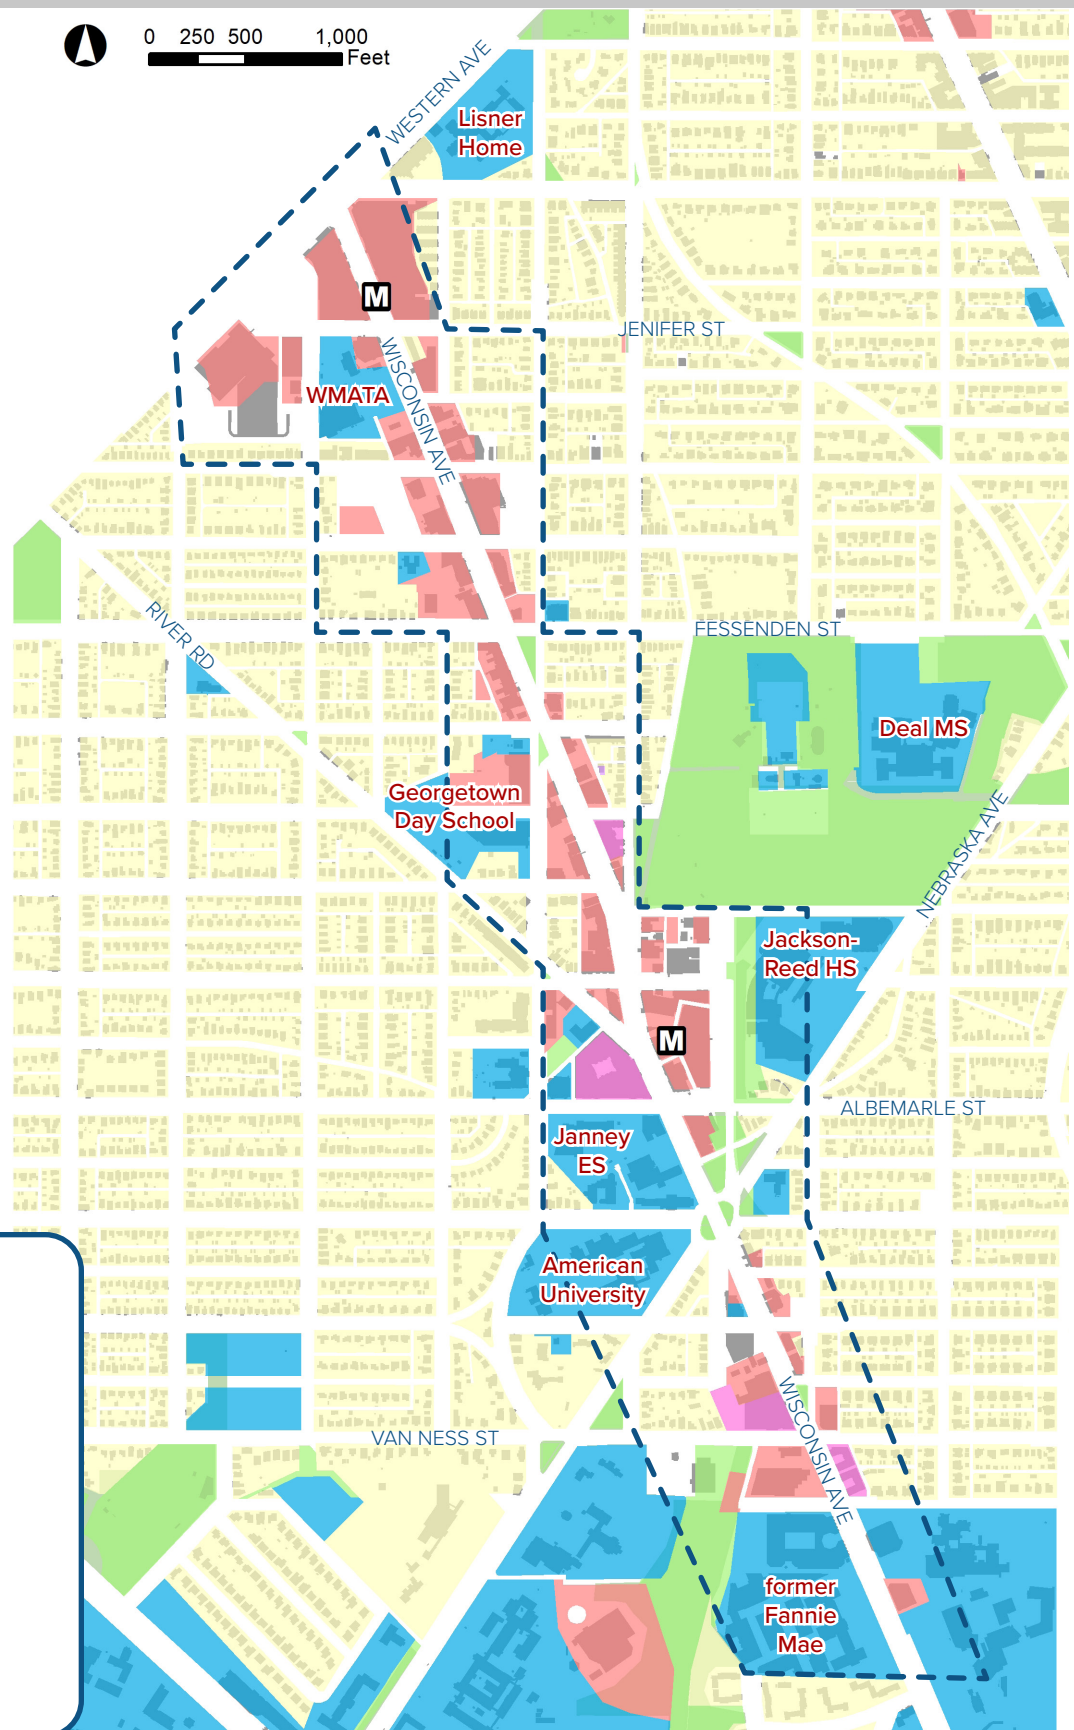 0 250 500 1,000
Feet
WESTERN AVE
Lisner
Home
M
JENIFER ST
WISCONSIN AVE
WMATA
RIVER RD
FESSENDEN ST
Deal MS
Georgetown
Day School
NEBRASKA AVE
Jackson-
Reed HS
M
ALBEMARLE ST
Janney
ES
American
University
WISCONSIN AVE
VAN NESS ST
former
Fannie
Mae